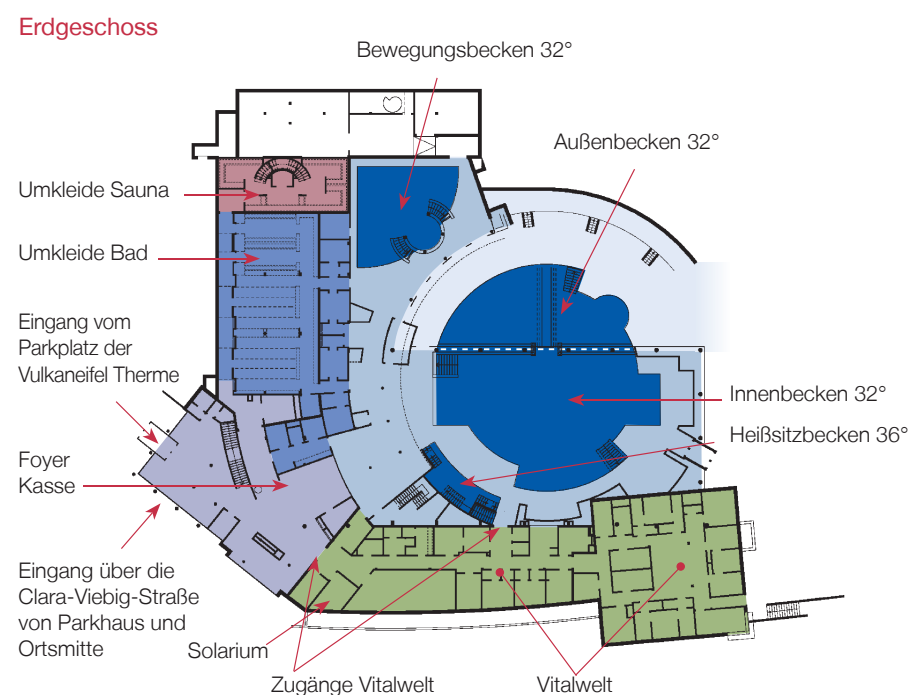 Erdgeschoss
Bewegungsbecken 32°
Außenbecken 32°
Umkleide Sauna
Umkleide Bad
Eingang vom
Parkplatz der
Vulkaneifel Therme
Innenbecken 32°
Heißsitzbecken 36°
Foyer
Kasse
Eingang über die
Clara-Viebig-Straße
von Parkhaus und
Ortsmitte
Solarium
Zugänge Vitalwelt
Vitalwelt